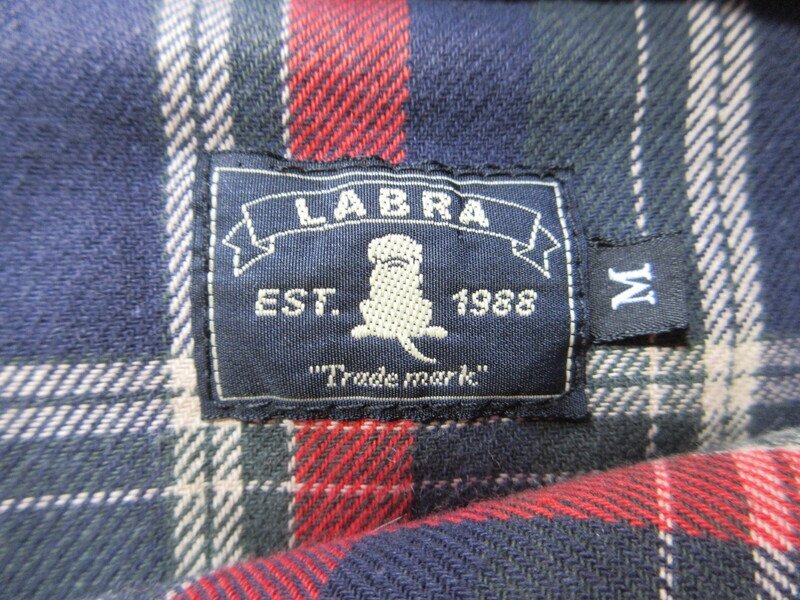 LABRA
EST. 1988
"Trade mark"
M